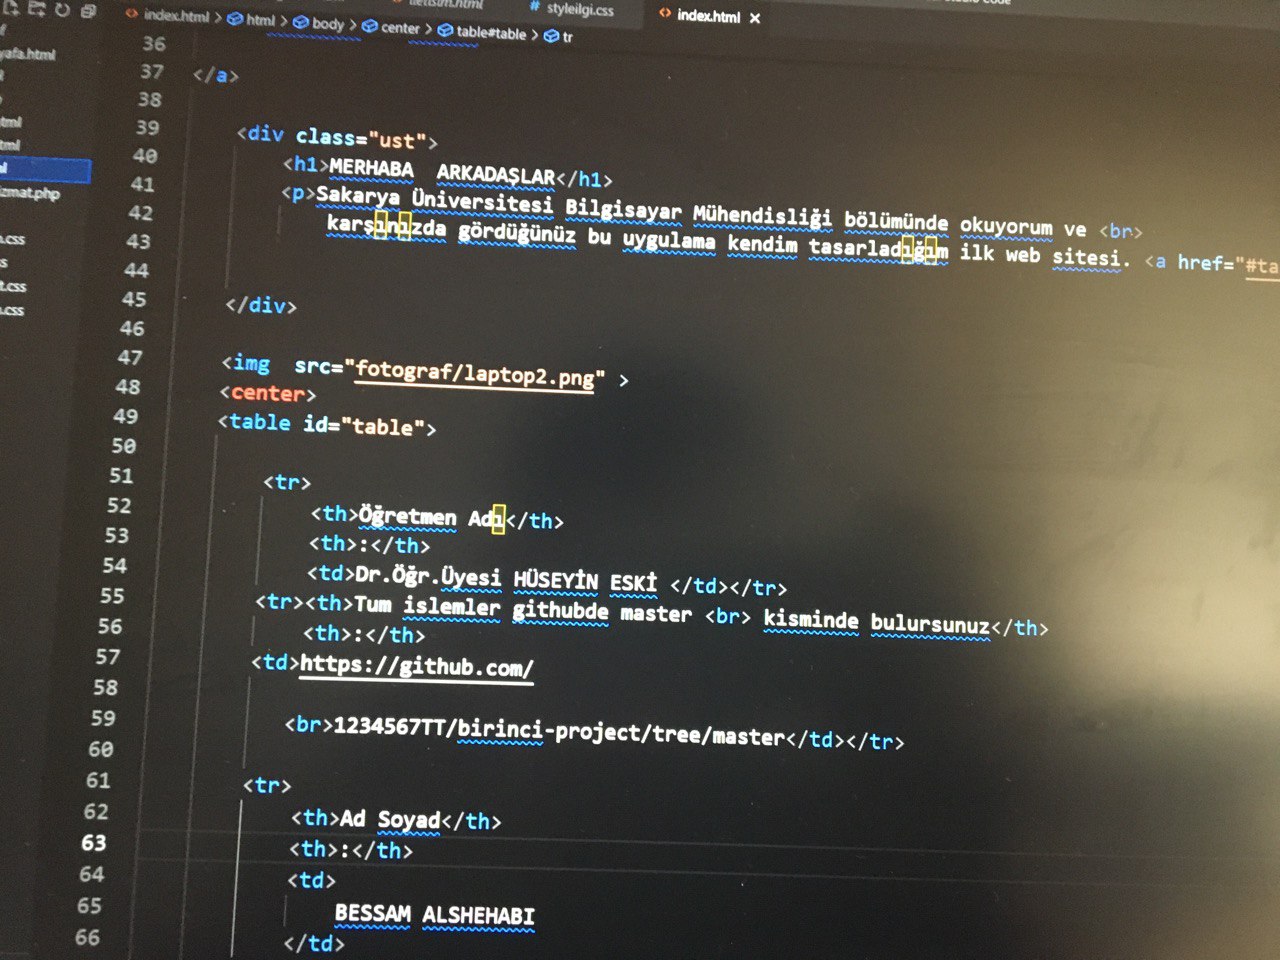 iletisim.html # styleilgi.css <> index.html ×
<> index.html > html > body > center > table#table > tr
36
37 </a>
38
39 <div class="ust">
40 <h1>MERHABA  ARKADAŞLAR</h1>
41 <p>Sakarya Üniversitesi Bilgisayar Mühendisliği bölümünde okuyorum ve <br>
42 karşınızda gördüğünüz bu uygulama kendim tasarladığım ilk web sitesi. <a href="#ta
43
44
45 </div>
46
47 <img  src="fotograf/laptop2.png" >
48 <center>
49 <table id="table">
50
51 <tr>
52 <th>Öğretmen Adı</th>
53 <th>:</th>
54 <td>Dr.Öğr.Üyesi HÜSEYİN ESKİ </td></tr>
55 <tr><th>Tum islemler githubde master <br> kisminde bulursunuz</th>
56 <th>:</th>
57 <td>https://github.com/
58
59 <br>1234567TT/birinci-project/tree/master</td></tr>
60
61 <tr>
62 <th>Ad Soyad</th>
63 <th>:</th>
64 <td>
65 BESSAM ALSHEHABI
66 </td>
yafa.html
izmat.php
.css
.css
.css